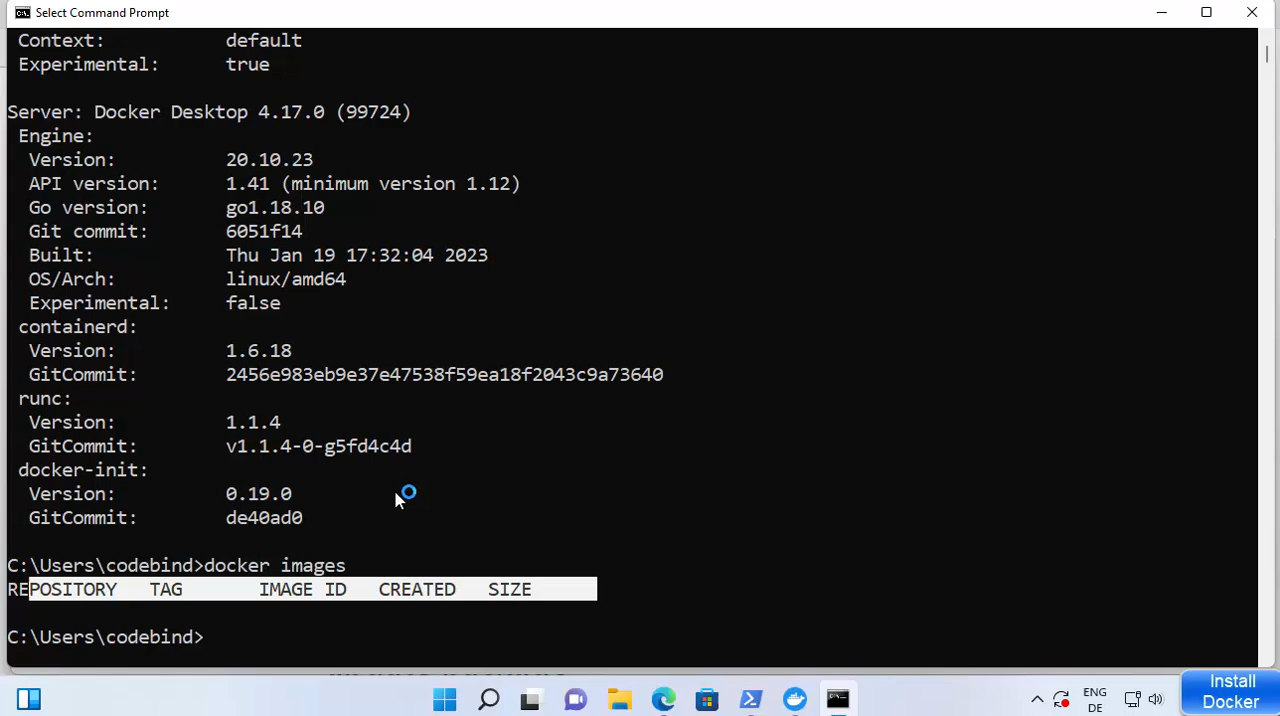 Select Command Prompt
Context: default
Experimental: true
Server: Docker Desktop 4.17.0 (99724)
Engine:
Version: 20.10.23
API version: 1.41 (minimum version 1.12)
Go version: go1.18.10
Git commit: 6051f14
Built: Thu Jan 19 17:32:04 2023
OS/Arch: linux/amd64
Experimental: false
containerd:
Version: 1.6.18
GitCommit: 2456e983eb9e37e47538f59ea18f2043c9a73640
runc:
Version: 1.1.4
GitCommit: v1.1.4-0-g5fd4c4d
docker-init:
Version: 0.19.0
GitCommit: de40ad0
C:\Users\codebind>docker images
REPOSITORY TAG IMAGE ID CREATED SIZE
C:\Users\codebind>
ENG
DE
Install
Docker